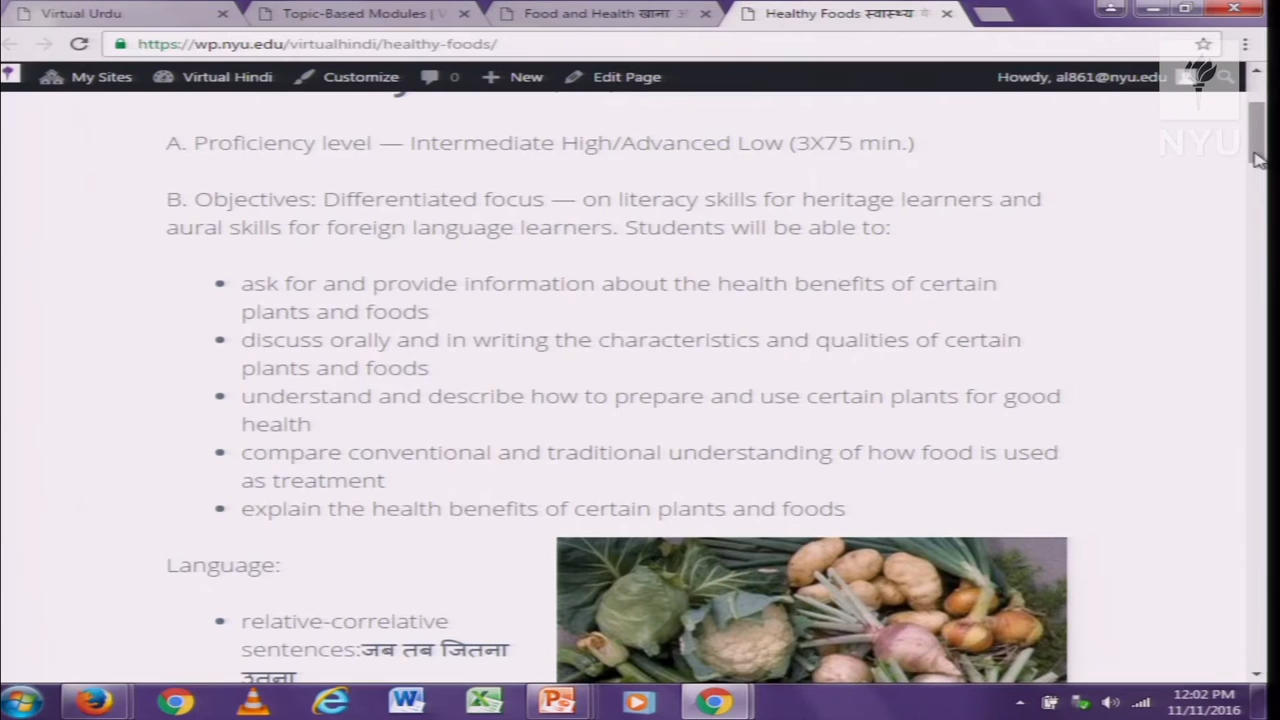 Virtual Urdu
Topic-Based Modules | V
Food and Health खाना
Healthy Foods स्वास्थ्य
https://wp.nyu.edu/virtualhindi/healthy-foods/
My Sites
Virtual Hindi
Customize
0
New
Edit Page
Howdy, al861@nyu.edu
NYU
A. Proficiency level — Intermediate High/Advanced Low (3X75 min.)
B. Objectives: Differentiated focus — on literacy skills for heritage learners and
aural skills for foreign language learners. Students will be able to:
ask for and provide information about the health benefits of certain
plants and foods
discuss orally and in writing the characteristics and qualities of certain
plants and foods
understand and describe how to prepare and use certain plants for good
health
compare conventional and traditional understanding of how food is used
as treatment
explain the health benefits of certain plants and foods
Language:
relative-correlative
sentences:जब तब जितना
उतना
12:02 PM
11/11/2016